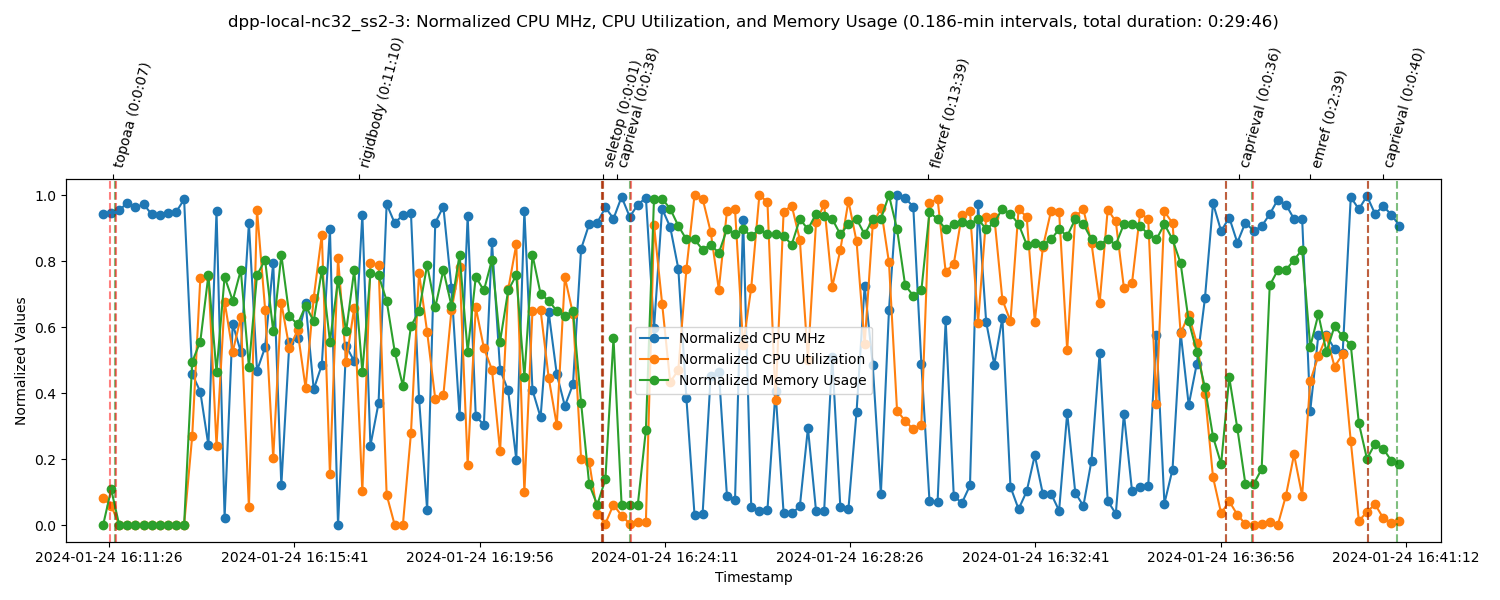 dpp-local-nc32_ss2-3: Normalized CPU MHz, CPU Utilization, and Memory Usage (0.186-min intervals, total duration: 0:29:46)
topoaa (0:0:07)
rigidbody (0:11:10)
seletop (0:0:01)
caprieval (0:0:38)
flexref (0:13:39)
caprieval (0:0:36)
emref (0:2:39)
caprieval (0:0:40)
Normalized Values
1.0
0.8
0.6
0.4
0.2
0.0
Normalized CPU MHz
Normalized CPU Utilization
Normalized Memory Usage
2024-01-24 16:11:26
2024-01-24 16:15:41
2024-01-24 16:19:56
2024-01-24 16:24:11
2024-01-24 16:28:26
2024-01-24 16:32:41
2024-01-24 16:36:56
2024-01-24 16:41:12
Timestamp